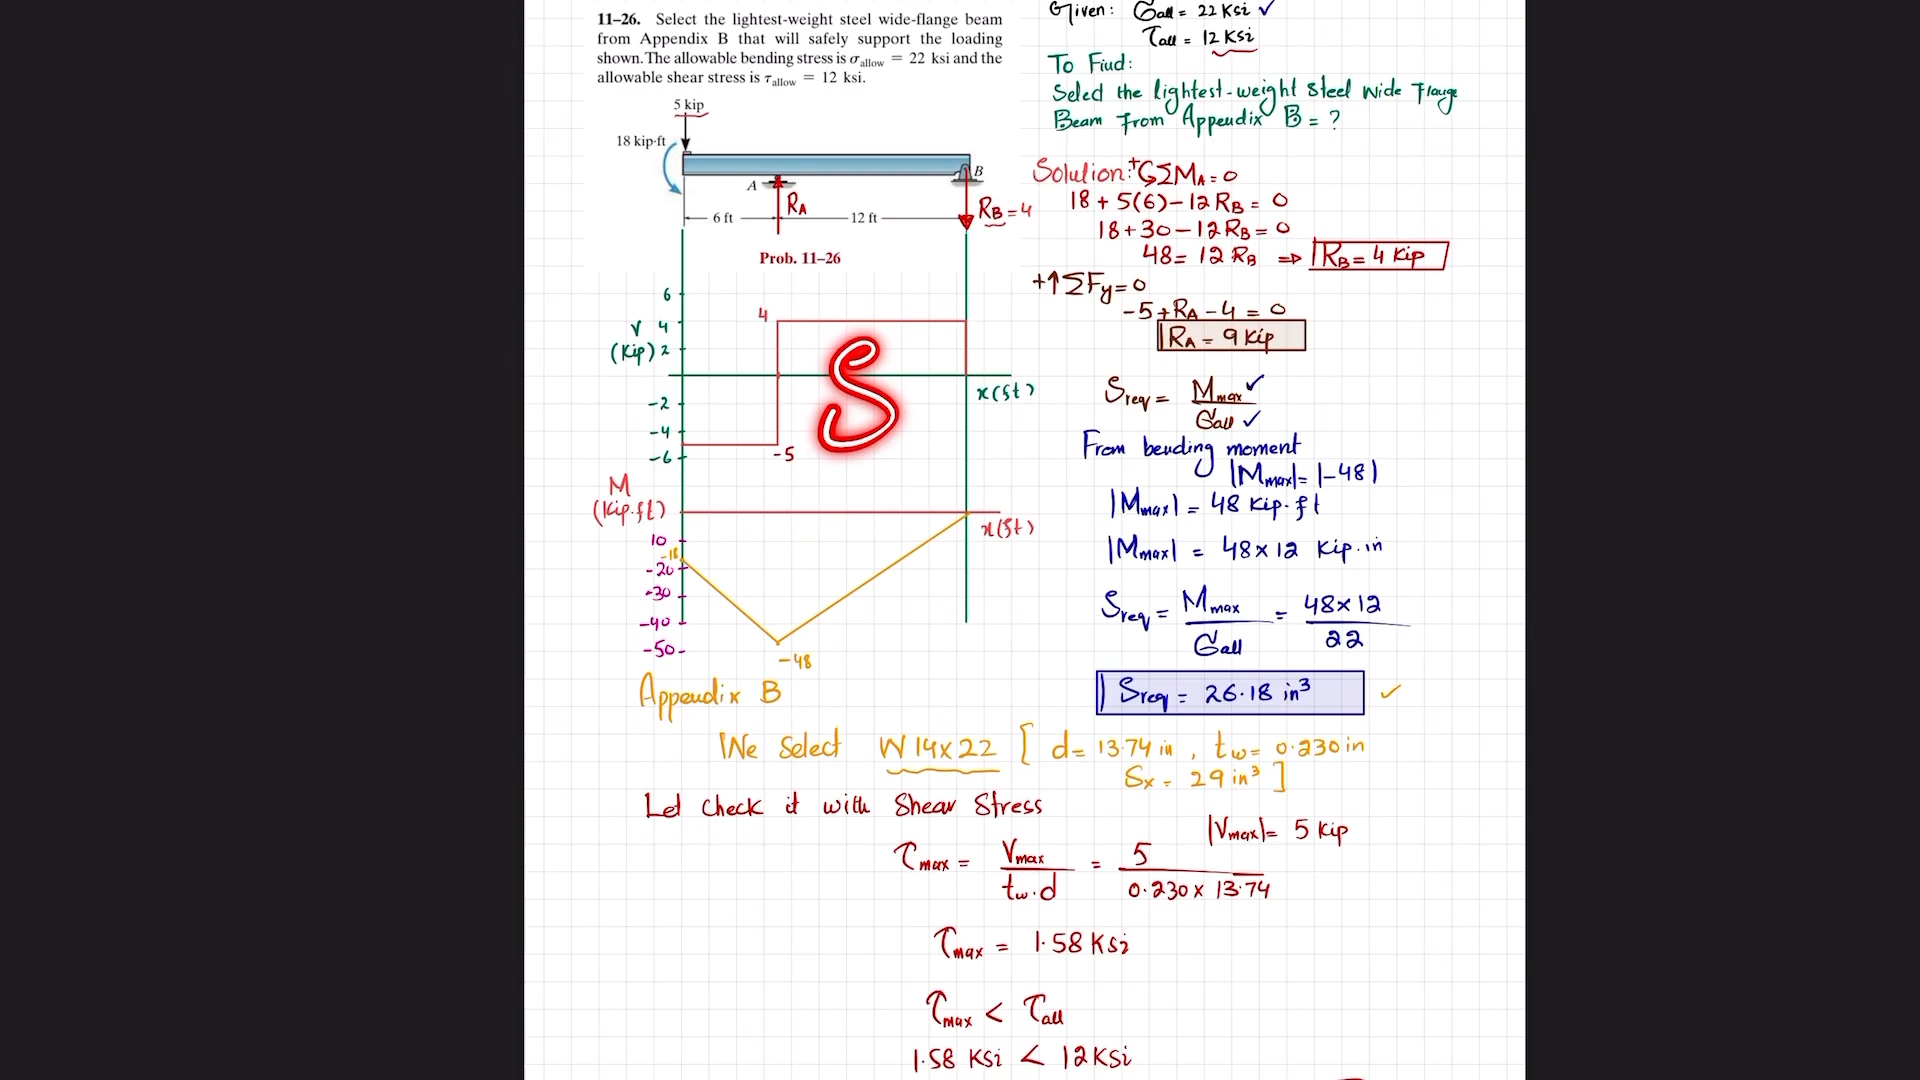 11–26. Select the lightest-weight steel wide-flange beam
from Appendix B that will safely support the loading
shown. The allowable bending stress is σallow = 22 ksi and the
allowable shear stress is τallow = 12 ksi.
5 kip
18 kip·ft
A
B
RA
RB = 4
6 ft
12 ft
Prob. 11–26
6
V 4
(Kip) 2
-2
-4
-6
4
-5
x(ft)
S
M
(Kip.ft)
x(ft)
10
-18
-20
-30
-40
-50
-48
Given: σall = 22 Ksi ✓
τall = 12 Ksi
To Find:
Select the lightest-weight Steel Wide Flange
Beam from Appendix B = ?
Solution: +↺ΣMA = 0
18 + 5(6) - 12 RB = 0
18 + 30 - 12 RB = 0
48 = 12 RB ⇒ RB = 4 Kip
+↑ΣFy = 0
-5 + RA - 4 = 0
RA = 9 Kip
Sreq = Mmax ✓
σall ✓
From bending moment
|Mmax| = |-48|
|Mmax| = 48 Kip.ft
|Mmax| = 48 x 12 Kip.in
Sreq = Mmax = 48 x 12
σall 22
Sreq = 26.18 in³ ✓
Appendix B
We Select W 14 x 22 [ d = 13.74 in , tw = 0.230 in
Sx = 29 in³ ]
Let check it with Shear Stress
|Vmax| = 5 Kip
τmax = Vmax = 5
tw.d 0.230 x 13.74
τmax = 1.58 Ksi
τmax < τall
1.58 Ksi < 12 Ksi